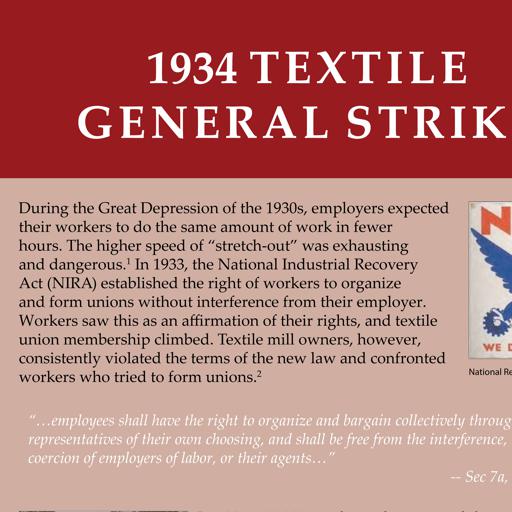 1934 TEXTILE
GENERAL STRIK
During the Great Depression of the 1930s, employers expected
their workers to do the same amount of work in fewer
hours. The higher speed of “stretch-out” was exhausting
and dangerous.¹ In 1933, the National Industrial Recovery
Act (NIRA) established the right of workers to organize
and form unions without interference from their employer.
Workers saw this as an affirmation of their rights, and textile
union membership climbed. Textile mill owners, however,
consistently violated the terms of the new law and confronted
workers who tried to form unions.²
N
WE D
National Re
“…employees shall have the right to organize and bargain collectively throug
representatives of their own choosing, and shall be free from the interference,
coercion of employers of labor, or their agents…”
-- Sec 7a,